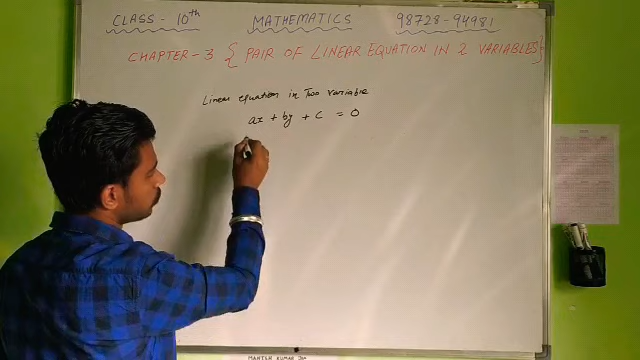 CLASS - 10th MATHEMATICS 98728-94981
CHAPTER-3 { PAIR OF LINEAR EQUATION IN 2 VARIABLES}
Linear equation in Two variable
ax + by + c = 0